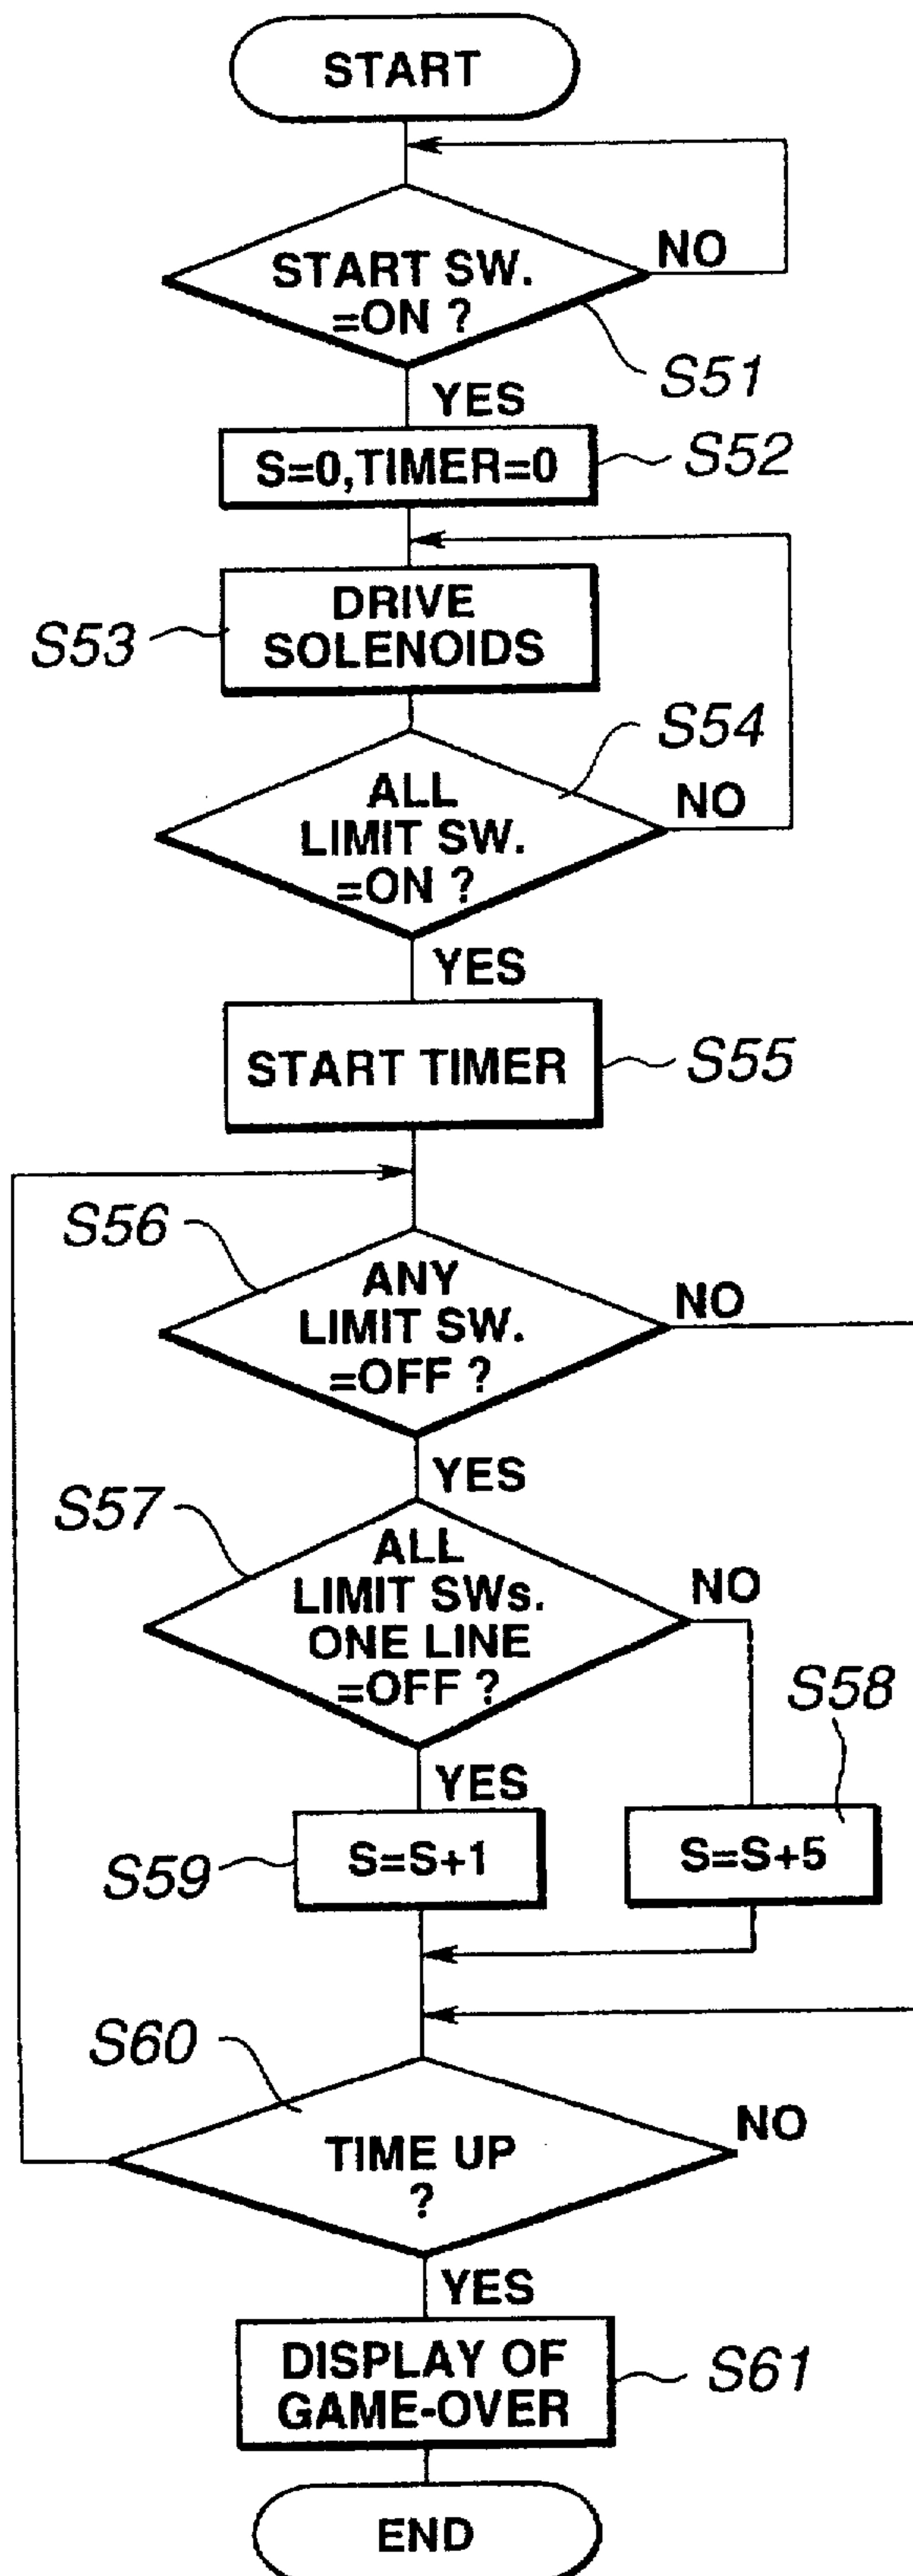 START
NO
START SW.
=ON ?
S51
YES
S=0,TIMER=0
S52
DRIVE
SOLENOIDS
S53
S54
ALL
LIMIT SW.
=ON ?
NO
YES
START TIMER
S55
S56
ANY
LIMIT SW.
=OFF ?
NO
YES
S57
ALL
LIMIT SWs.
ONE LINE
=OFF ?
NO
S58
YES
S59
S=S+1
S=S+5
S60
TIME UP
?
NO
YES
DISPLAY OF
GAME-OVER
S61
END